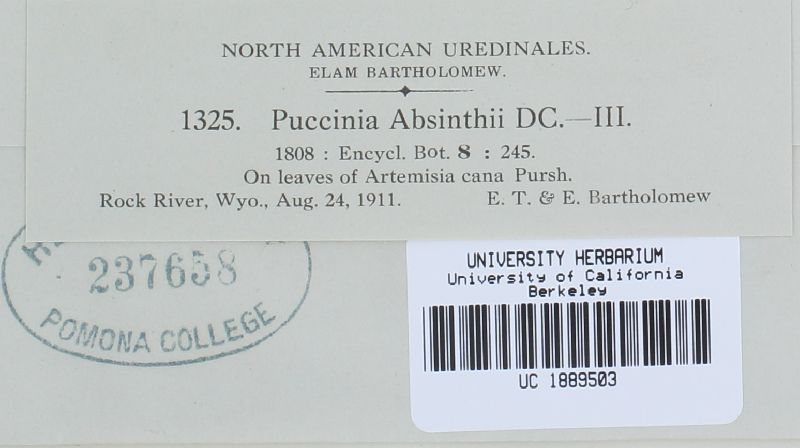 NORTH AMERICAN UREDINALES.
ELAM BARTHOLOMEW.
1325. Puccinia Absinthii DC.—III.
1808 : Encycl. Bot. 8 : 245.
On leaves of Artemisia cana Pursh.
Rock River, Wyo., Aug. 24, 1911. E. T. & E. Bartholomew
237658
POMONA COLLEGE
UNIVERSITY HERBARIUM
University of California
Berkeley
UC 1889503